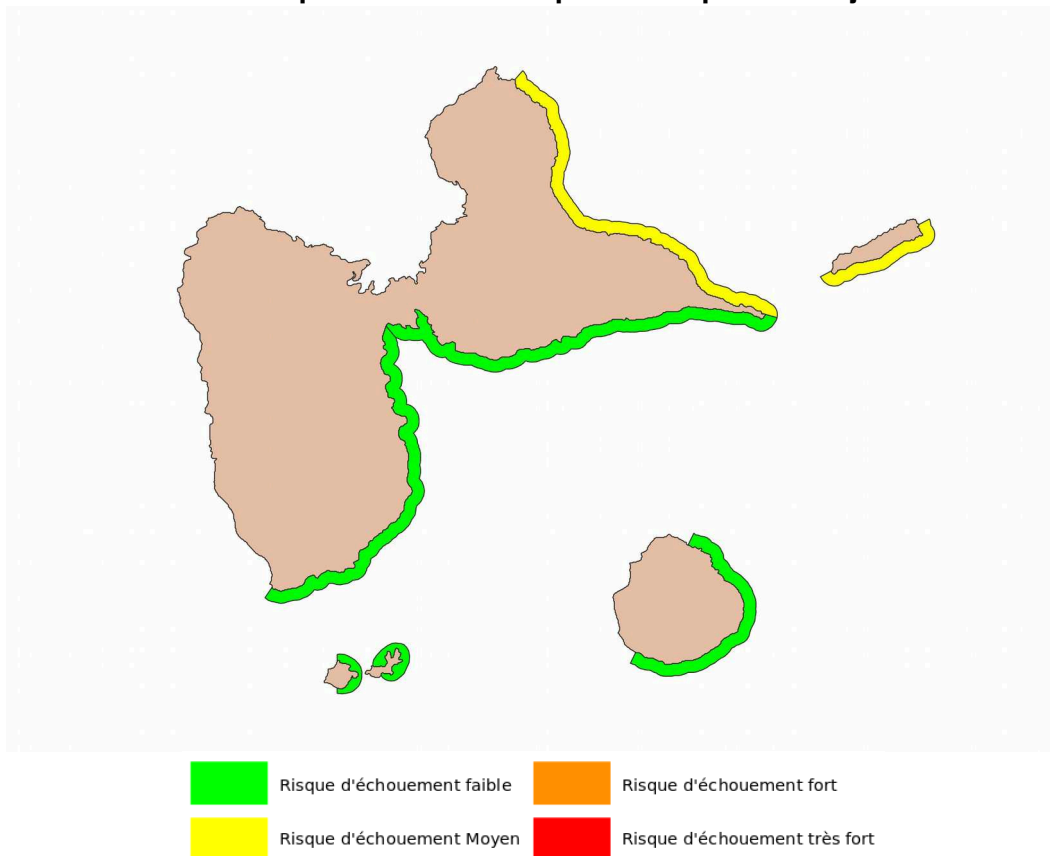 Risque d'échouement faible
Risque d'échouement fort
Risque d'échouement Moyen
Risque d'échouement très fort